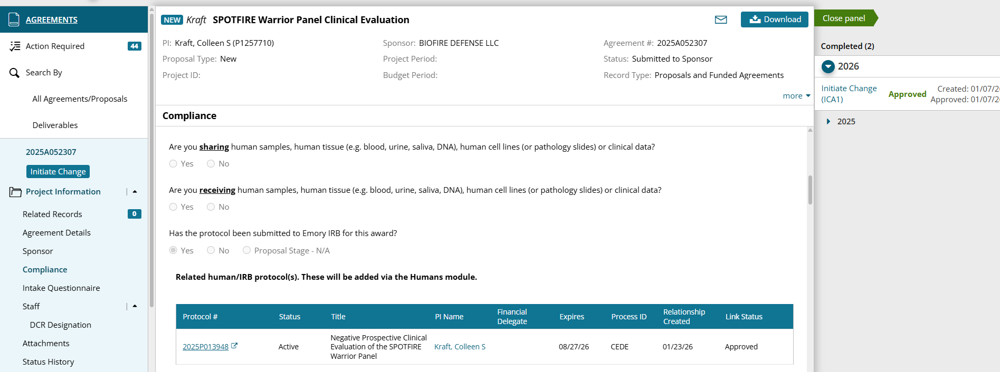 AGREEMENTS
Action Required 44
Search By
All Agreements/Proposals
Deliverables
2025A052307
Initiate Change
Project Information
Related Records 0
Agreement Details
Sponsor
Compliance
Intake Questionnaire
Staff
DCR Designation
Attachments
Status History
NEW Kraft SPOTFIRE Warrior Panel Clinical Evaluation
Download
PI: Kraft, Colleen S (P1257710) Sponsor: BIOFIRE DEFENSE LLC Agreement #: 2025A052307
Proposal Type: New Project Period: Status: Submitted to Sponsor
Project ID: Budget Period: Record Type: Proposals and Funded Agreements
more
Compliance
Are you sharing human samples, human tissue (e.g. blood, urine, saliva, DNA), human cell lines (or pathology slides) or clinical data?
Yes No
Are you receiving human samples, human tissue (e.g. blood, urine, saliva, DNA), human cell lines (or pathology slides) or clinical data?
Yes No
Has the protocol been submitted to Emory IRB for this award?
Yes No Proposal Stage - N/A
Related human/IRB protocol(s). These will be added via the Humans module.
Protocol # Status Title PI Name Financial Delegate Expires Process ID Relationship Created Link Status
2025P013948 Active Negative Prospective Clinical Evaluation of the SPOTFIRE Warrior Panel Kraft, Colleen S 08/27/26 CEDE 01/23/26 Approved
Close panel
Completed (2)
2026
Initiate Change (ICA1) Approved Created: 01/07/2
Approved: 01/07/2
2025